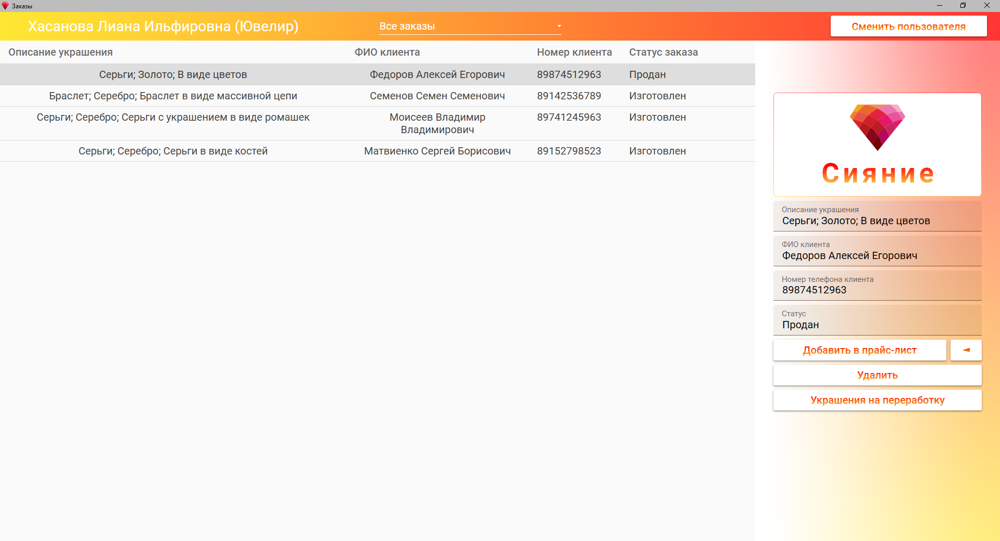 Заказы
Хасанова Лиана Ильфировна (Ювелир)
Все заказы
Сменить пользователя
Описание украшения ФИО клиента Номер клиента Статус заказа
Серьги; Золото; В виде цветов Федоров Алексей Егорович 89874512963 Продан
Браслет; Серебро; Браслет в виде массивной цепи Семенов Семен Семенович 89142536789 Изготовлен
Серьги; Серебро; Серьги с украшением в виде ромашек Моисеев Владимир 89741245963 Изготовлен
Владимирович
Серьги; Серебро; Серьги в виде костей Матвиенко Сергей Борисович 89152798523 Изготовлен
Сияние
Описание украшения
Серьги; Золото; В виде цветов
ФИО клиента
Федоров Алексей Егорович
Номер телефона клиента
89874512963
Статус
Продан
Добавить в прайс-лист
Удалить
Украшения на переработку